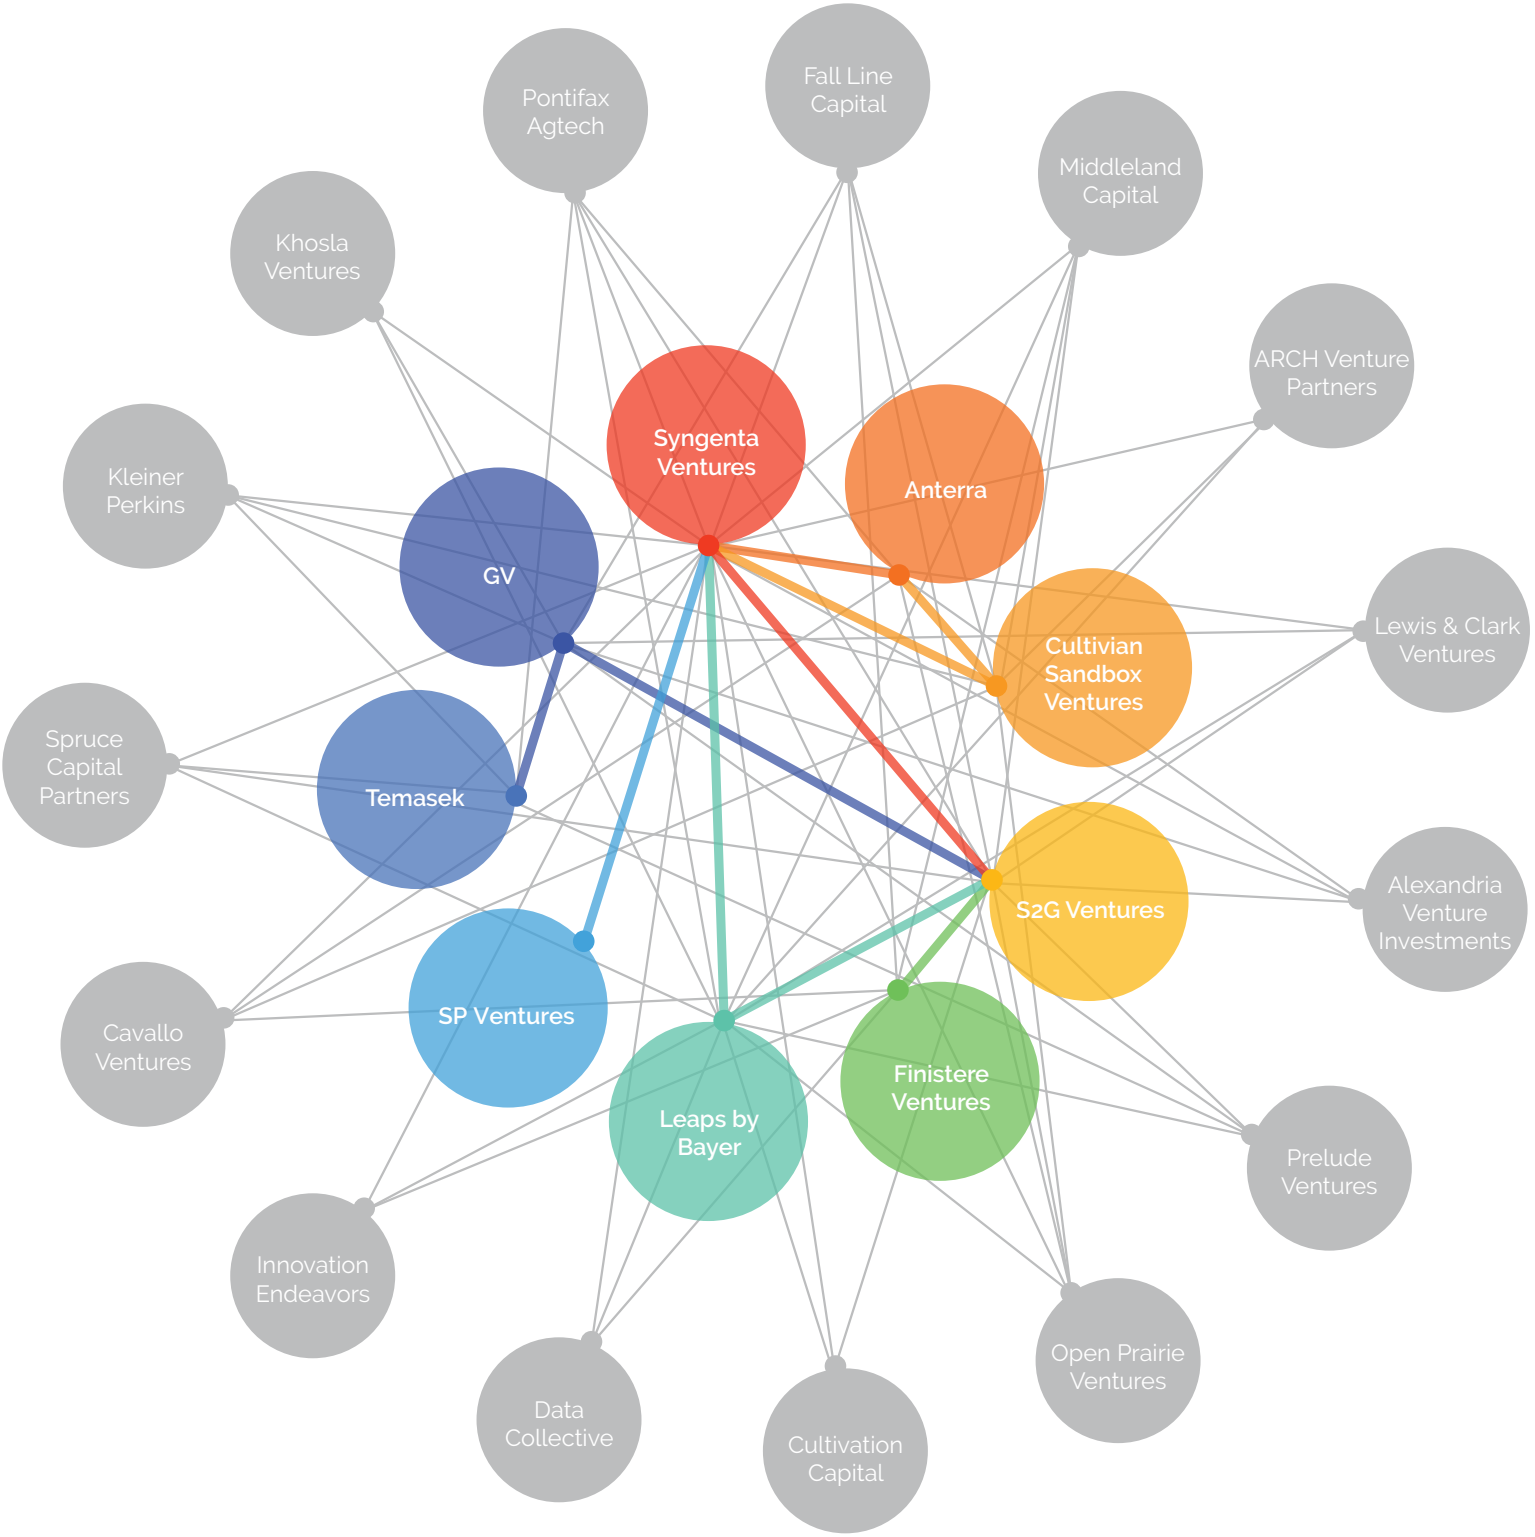 Fall Line
Capital
Pontifax
Agtech
Middleland
Capital
Khosla
Ventures
ARCH Venture
Partners
Syngenta
Ventures
Anterra
Kleiner
Perkins
GV
Lewis & Clark
Ventures
Cultivian
Sandbox
Ventures
Spruce
Capital
Partners
Temasek
S2G Ventures
Alexandria
Venture
Investments
SP Ventures
Cavallo
Ventures
Finistere
Ventures
Leaps by
Bayer
Prelude
Ventures
Innovation
Endeavors
Open Prairie
Ventures
Data
Collective
Cultivation
Capital